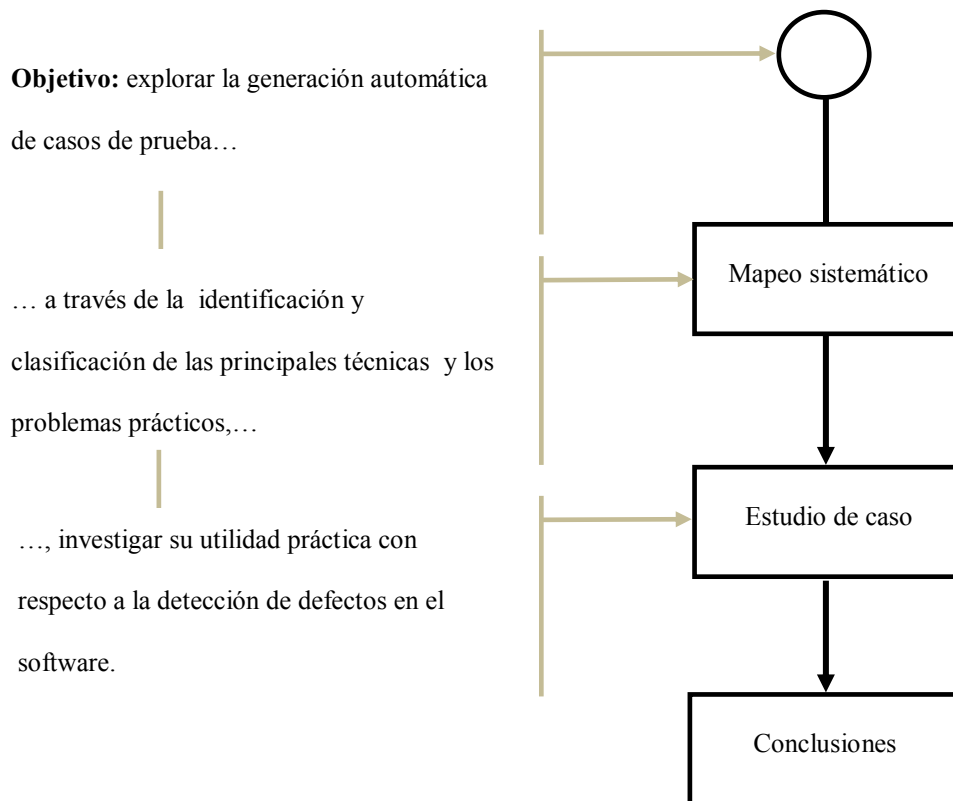 Objetivo: explorar la generación automática
de casos de prueba…
… a través de la identificación y
clasificación de las principales técnicas y los
problemas prácticos,…
…, investigar su utilidad práctica con
respecto a la detección de defectos en el
software.
Mapeo sistemático
Estudio de caso
Conclusiones